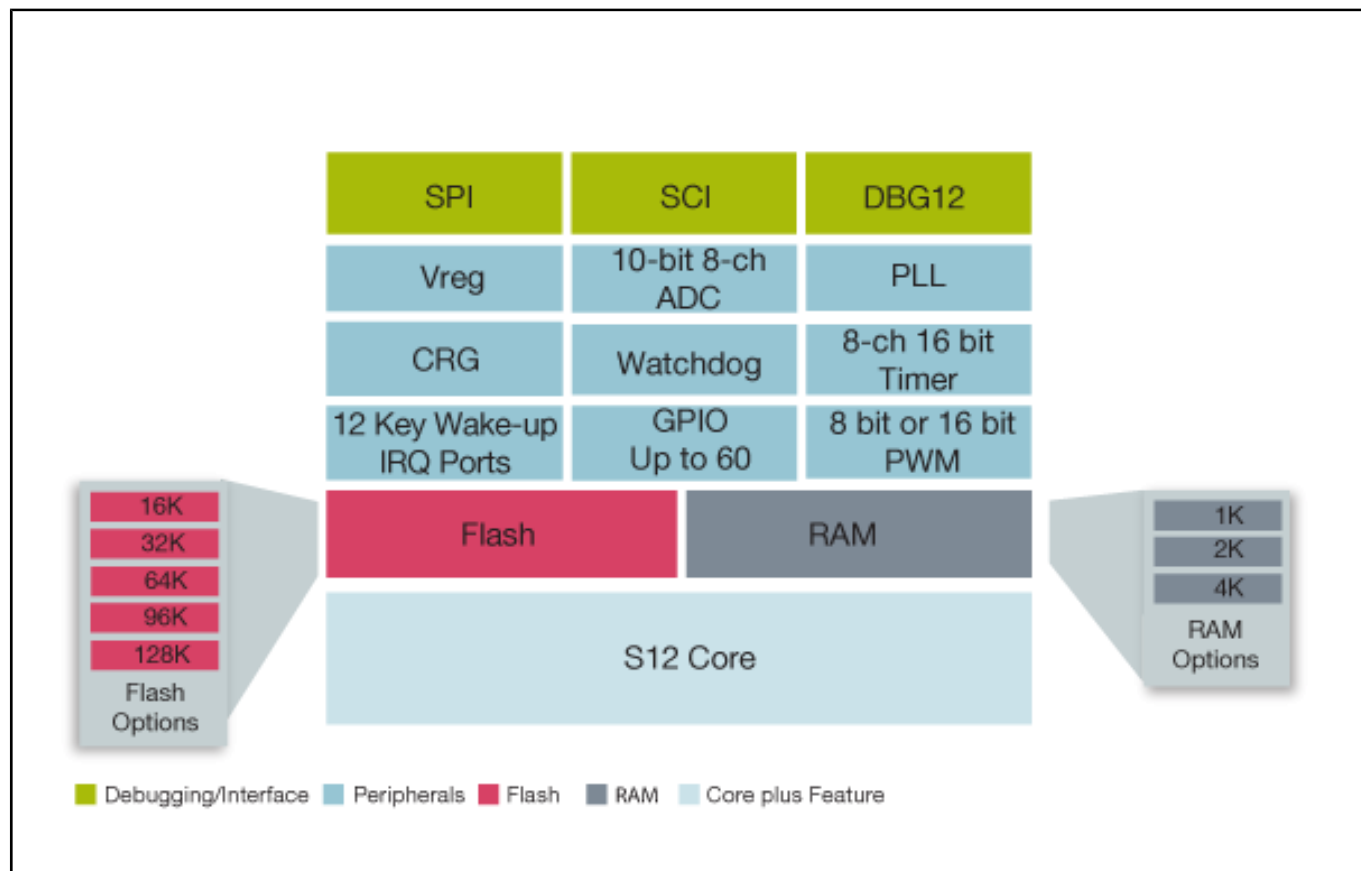 SPI
SCI
DBG12
Vreg
10-bit 8-ch
ADC
PLL
CRG
Watchdog
8-ch 16 bit
Timer
12 Key Wake-up
IRQ Ports
GPIO
Up to 60
8 bit or 16 bit
PWM
Flash
RAM
16K
32K
64K
96K
128K
Flash
Options
1K
2K
4K
RAM
Options
S12 Core
Debugging/Interface
Peripherals
Flash
RAM
Core plus Feature